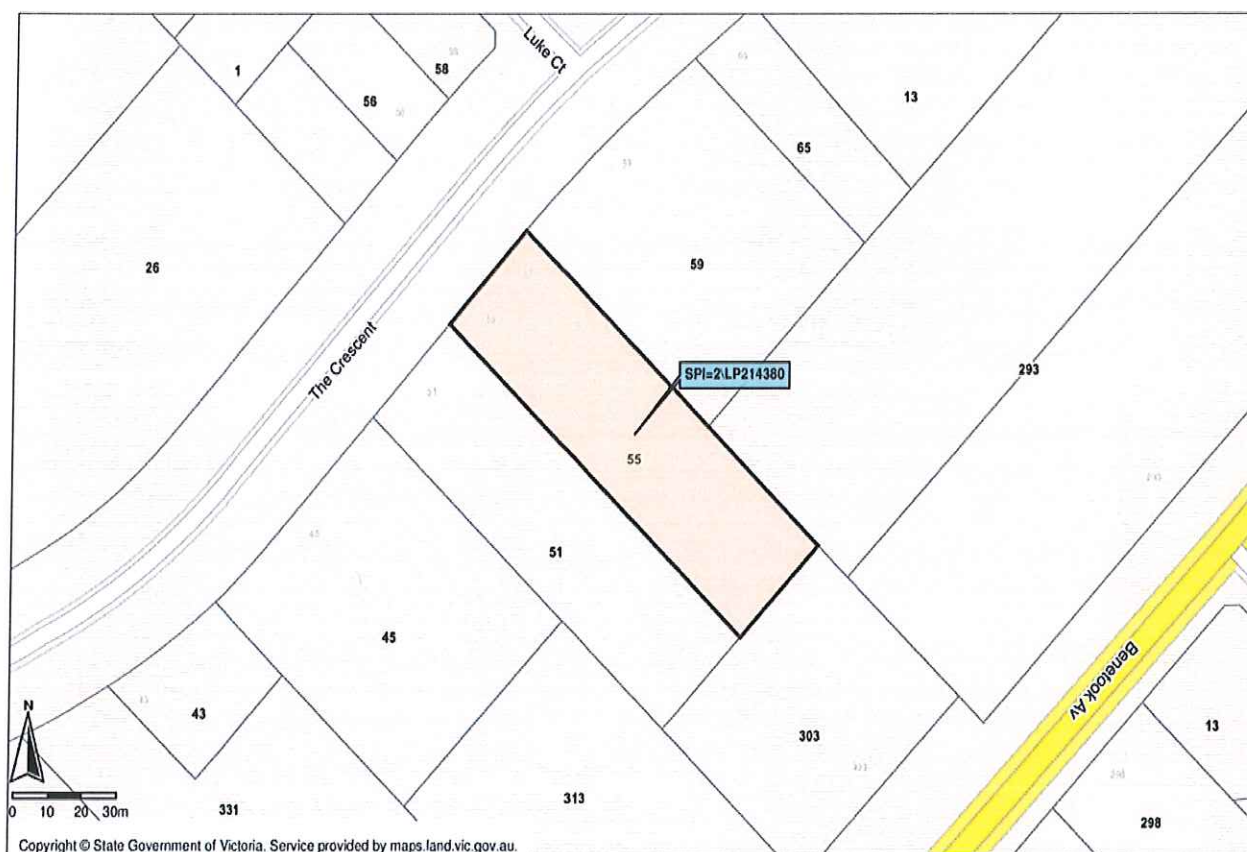 Luke Ct
1
58
56
13
65
59
26
The Crescent
SPI=2\LP214380
293
55
51
45
Benetook Av
43
303
13
N
0 10 20 30m
331
313
298
Copyright © State Government of Victoria. Service provided by maps.land.vic.gov.au.